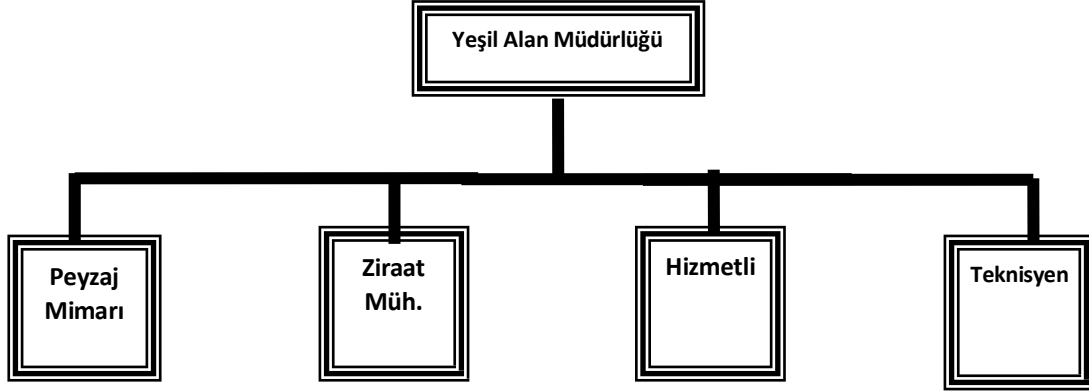 Yeşil Alan Müdürlüğü
Peyzaj
Mimarı
Ziraat
Müh.
Hizmetli
Teknisyen